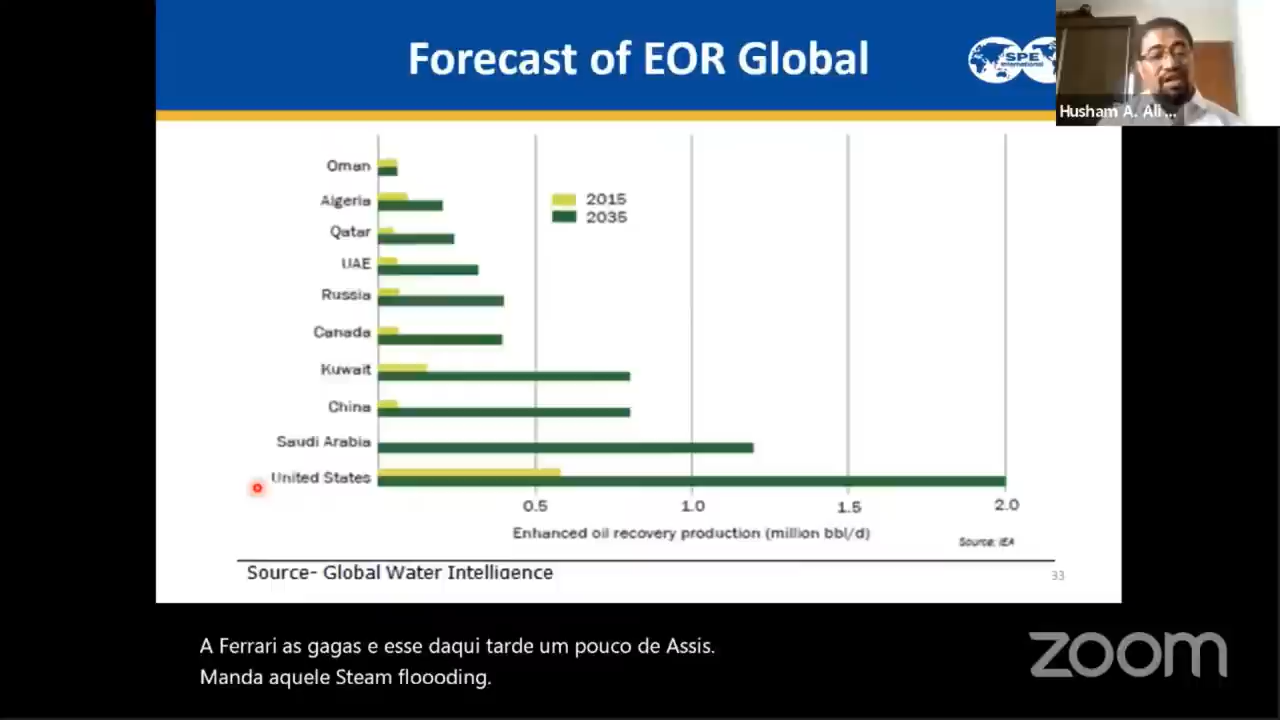 Forecast of EOR Global
SPE
International
Husham A. Ali ...
Oman
Algeria
Qatar
UAE
Russia
Canada
Kuwait
China
Saudi Arabia
United States
2015
2035
0.5 1.0 1.5 2.0
Enhanced oil recovery production (million bbl/d)
Source: IEA
Source- Global Water Intelligence
33
A Ferrari as gagas e esse daqui tarde um pouco de Assis.
Manda aquele Steam floooding.
zoom